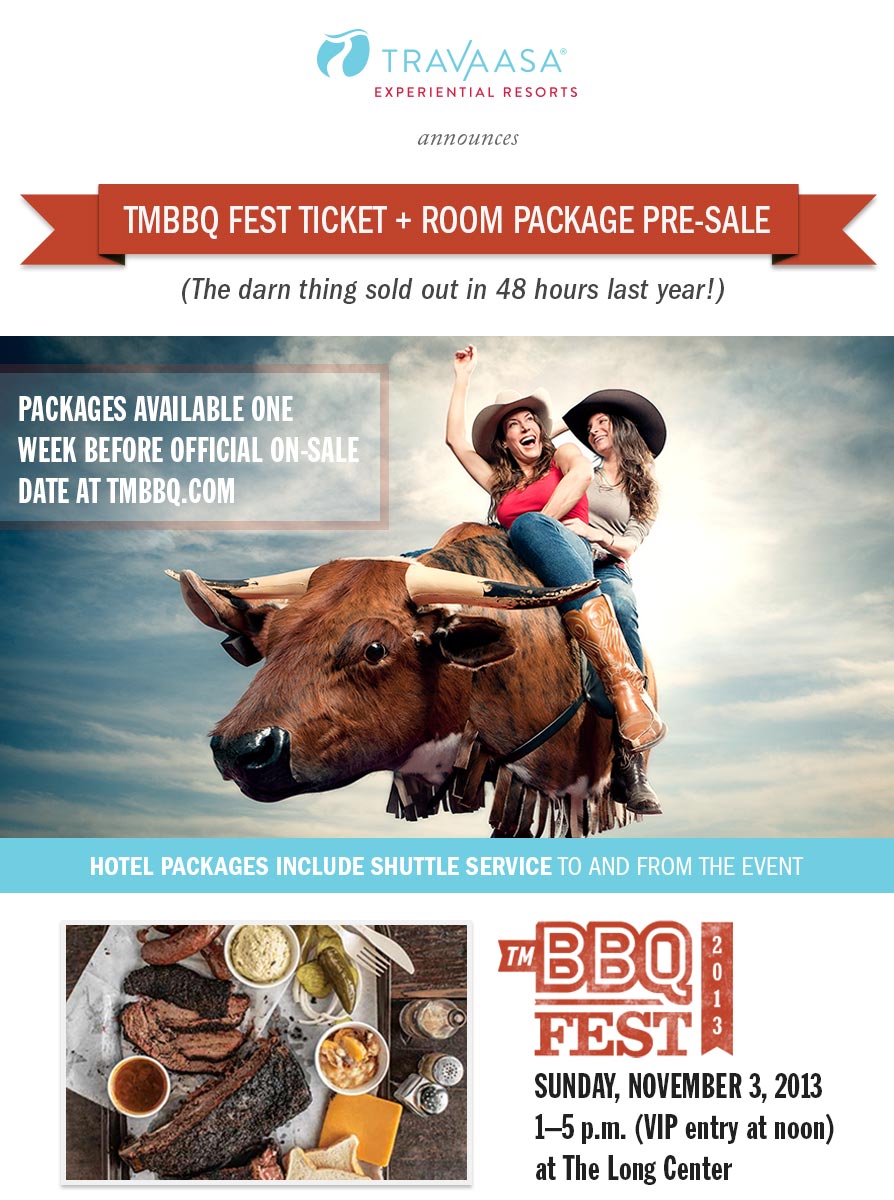 TRAVAASA®
EXPERIENTIAL RESORTS
announces
TMBBQ FEST TICKET + ROOM PACKAGE PRE-SALE
(The darn thing sold out in 48 hours last year!)
PACKAGES AVAILABLE ONE
WEEK BEFORE OFFICIAL ON-SALE
DATE AT TMBBQ.COM
HOTEL PACKAGES INCLUDE SHUTTLE SERVICE TO AND FROM THE EVENT
TM BBQ 2013
FEST
SUNDAY, NOVEMBER 3, 2013
1–5 p.m. (VIP entry at noon)
at The Long Center